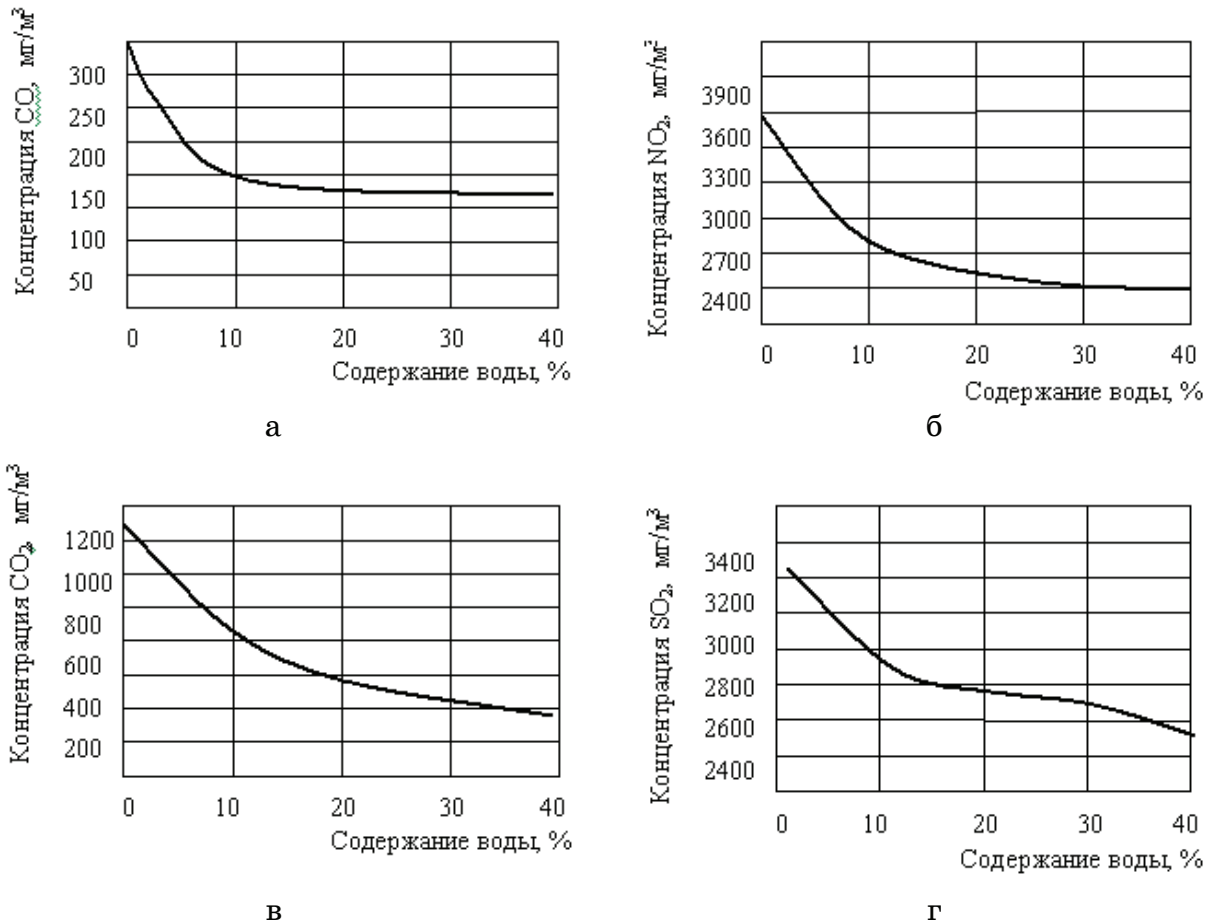 Концентрация CO, мг/м³
300
250
200
150
100
50
0 10 20 30 40
Содержание воды, %
а
Концентрация NO₂, мг/м²
3900
3600
3300
3000
2700
2400
0 10 20 30 40
Содержание воды, %
б
Концентрация CO₂, мг/м³
1200
1000
800
600
400
200
0 10 20 30 40
Содержание воды, %
в
Концентрация SO₂, мг/м³
3400
3200
3000
2800
2600
2400
0 10 20 30 40
Содержание воды, %
г